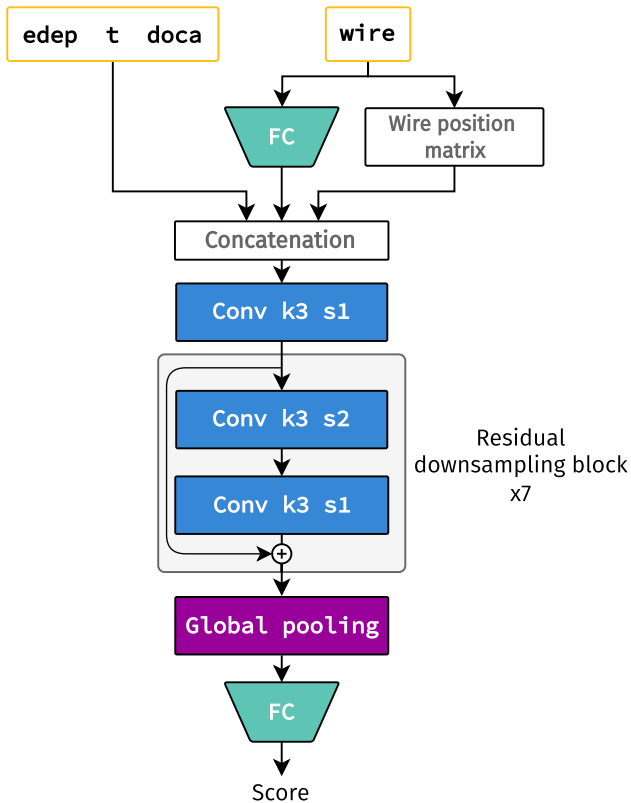 edep t doca
wire
FC
Wire position
matrix
Concatenation
Conv k3 s1
Conv k3 s2
Conv k3 s1
+
Residual
downsampling block
x7
Global pooling
FC
Score